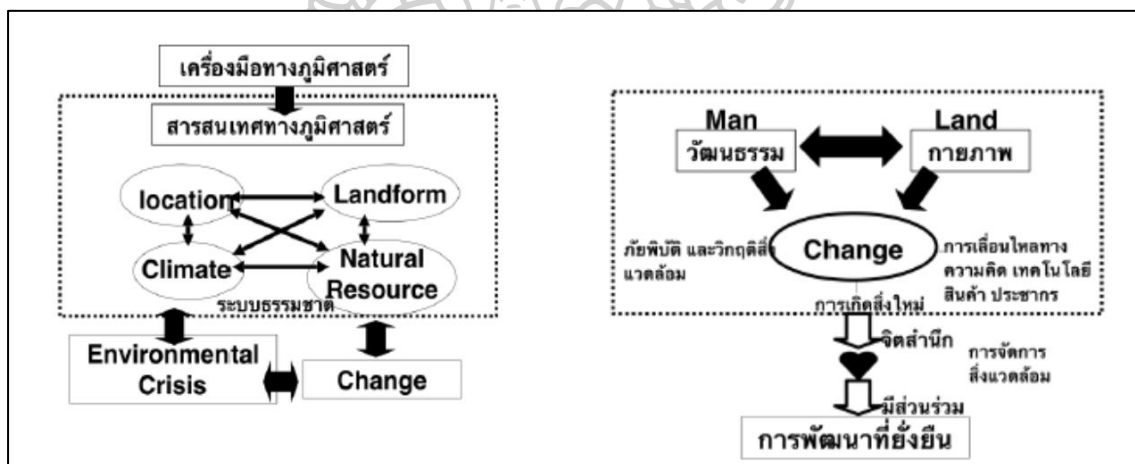 เครื่องมือทางภูมิศาสตร์
สารสนเทศทางภูมิศาสตร์
location
Landform
Climate
Natural
Resource
ระบบธรรมชาติ
Environmental
Crisis
Change
Man
Land
วัฒนธรรม
กายภาพ
ภัยพิบัติ และวิกฤติสิ่ง
แวดล้อม
Change
การเลื่อนไหลทาง
ความคิด เทคโนโลยี
สินค้า ประชากร
การเกิดสิ่งใหม่
จิตสำนึก
การจัดการ
สิ่งแวดล้อม
มีส่วนร่วม
การพัฒนาที่ยั่งยืน